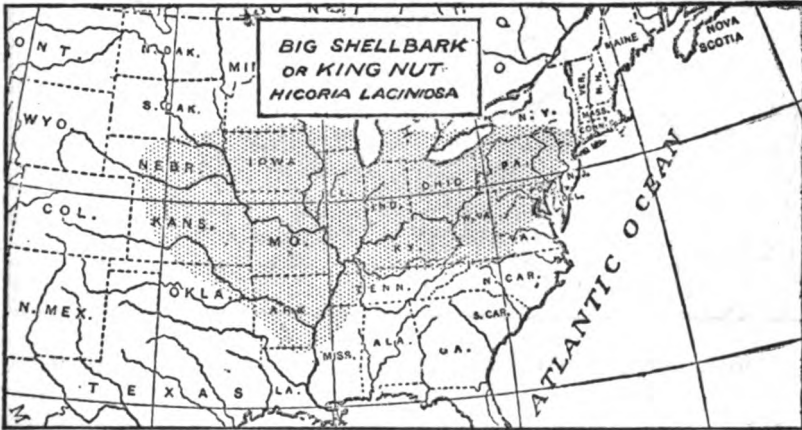 BIG SHELLBARK
OR KING NUT
HICORIA LACINIOSA
ONT.
N. DAK.
MI
MAINE
NOVA
SCOTIA
VER.
N.H.
S. DAK.
WYO.
N.Y.
MASS.
CONN.
NEBR.
IOWA
OHIO
PA.
IND.
W. VA.
COL.
KANS.
MO.
KY.
VA.
TENN.
N. CAR.
OKLA.
ARK.
S. CAR.
N. MEX.
MISS.
ALA.
GA.
TEXAS
LA.
ATLANTIC OCEAN